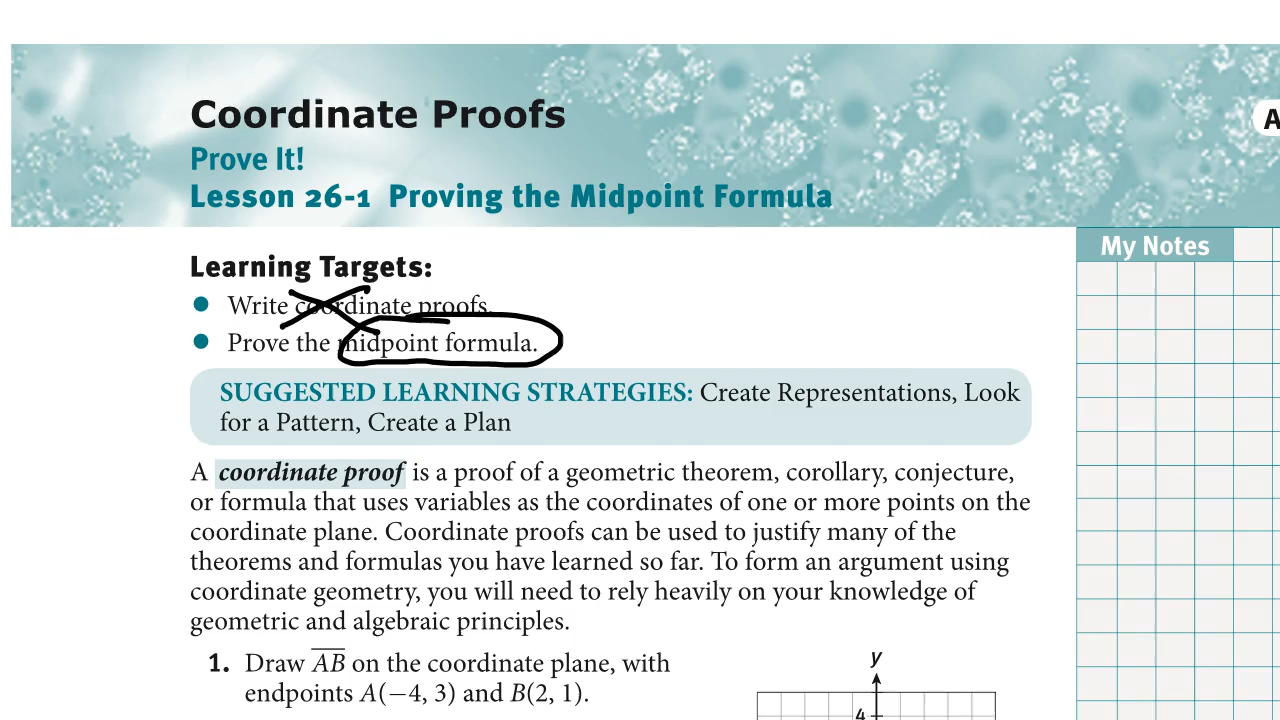 Coordinate Proofs
Prove It!
Lesson 26-1 Proving the Midpoint Formula
A
My Notes
Learning Targets:
● Write coordinate proofs.
● Prove the midpoint formula.
SUGGESTED LEARNING STRATEGIES: Create Representations, Look
for a Pattern, Create a Plan
A coordinate proof is a proof of a geometric theorem, corollary, conjecture,
or formula that uses variables as the coordinates of one or more points on the
coordinate plane. Coordinate proofs can be used to justify many of the
theorems and formulas you have learned so far. To form an argument using
coordinate geometry, you will need to rely heavily on your knowledge of
geometric and algebraic principles.
1. Draw A̅B̅ on the coordinate plane, with
endpoints A(−4, 3) and B(2, 1).
y
4